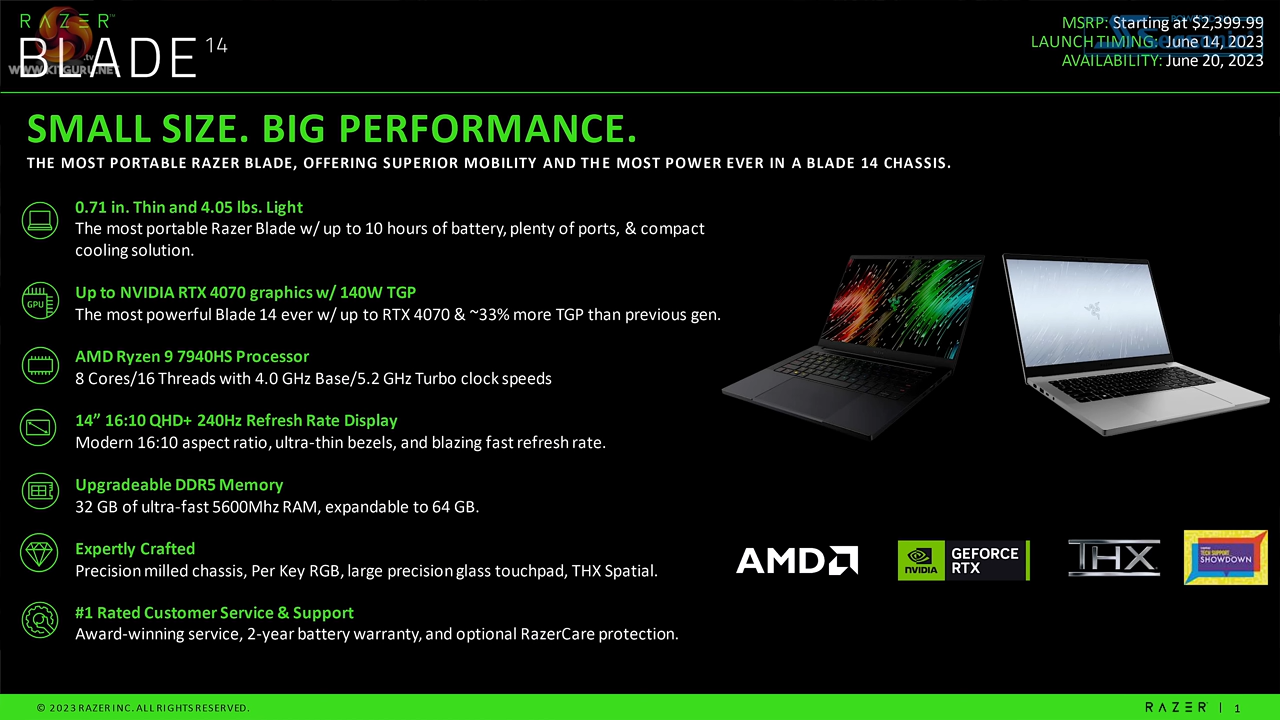 RAZER
BLADE 14
.tv
WWW.KITGURU.NET
MSRP: Starting at $2,399.99
LAUNCH TIMING: June 14, 2023
AVAILABILITY: June 20, 2023
SMALL SIZE. BIG PERFORMANCE.
THE MOST PORTABLE RAZER BLADE, OFFERING SUPERIOR MOBILITY AND THE MOST POWER EVER IN A BLADE 14 CHASSIS.
0.71 in. Thin and 4.05 lbs. Light
The most portable Razer Blade w/ up to 10 hours of battery, plenty of ports, & compact
cooling solution.
GPU
Up to NVIDIA RTX 4070 graphics w/ 140W TGP
The most powerful Blade 14 ever w/ up to RTX 4070 & ~33% more TGP than previous gen.
AMD Ryzen 9 7940HS Processor
8 Cores/16 Threads with 4.0 GHz Base/5.2 GHz Turbo clock speeds
14” 16:10 QHD+ 240Hz Refresh Rate Display
Modern 16:10 aspect ratio, ultra-thin bezels, and blazing fast refresh rate.
Upgradeable DDR5 Memory
32 GB of ultra-fast 5600Mhz RAM, expandable to 64 GB.
Expertly Crafted
Precision milled chassis, Per Key RGB, large precision glass touchpad, THX Spatial.
#1 Rated Customer Service & Support
Award-winning service, 2-year battery warranty, and optional RazerCare protection.
AMD
NVIDIA
GEFORCE
RTX
THX
TECH SUPPORT
SHOWDOWN
© 2023 RAZER INC. ALL RIGHTS RESERVED.
RAZER | 1